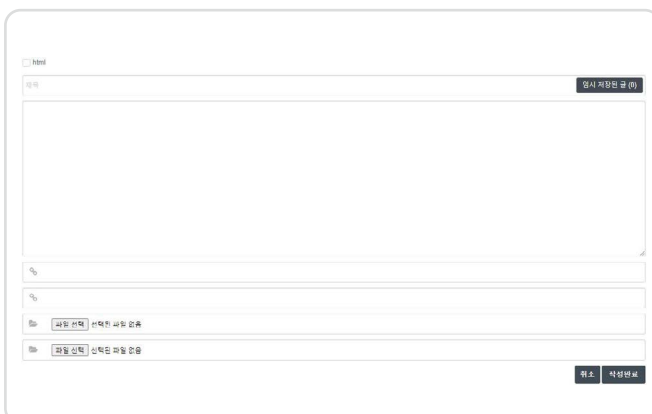 html
제목
임시 저장된 글 (0)
파일 선택 선택된 파일 없음
파일 선택 선택된 파일 없음
취소 작성완료